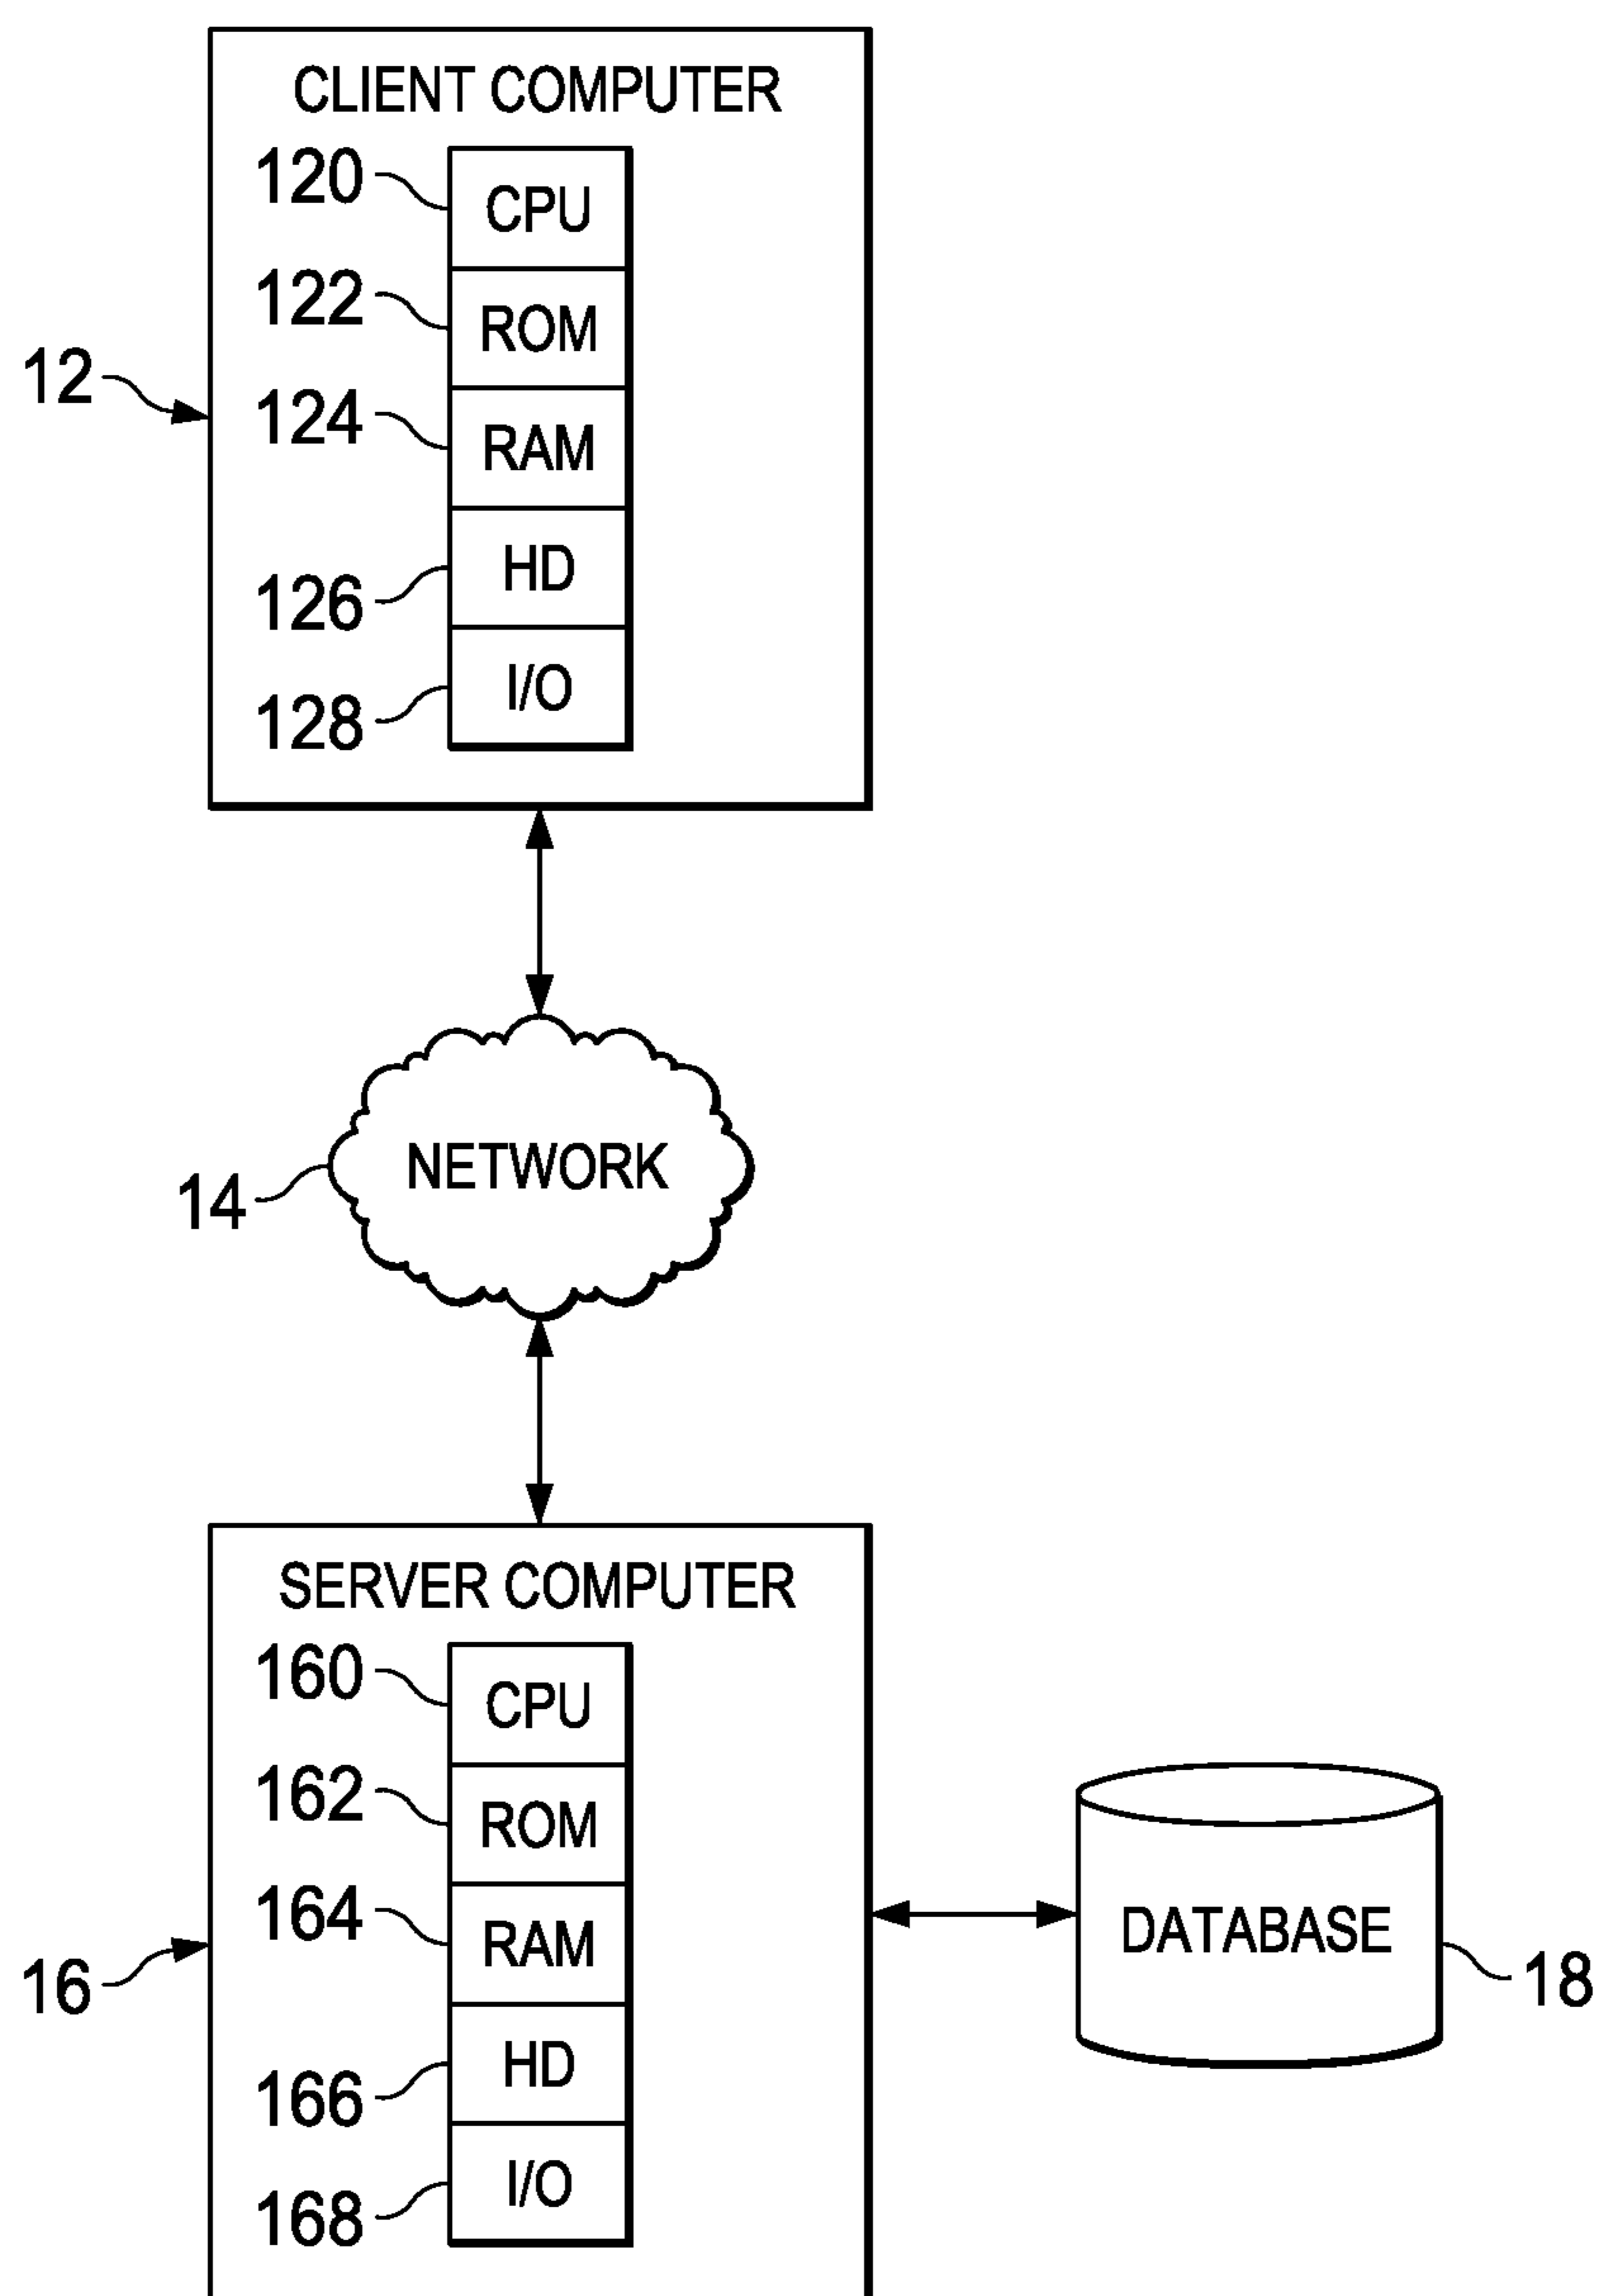 CLIENT COMPUTER
120 CPU
122 ROM
12
124 RAM
126 HD
128 I/O
NETWORK
14
SERVER COMPUTER
160 CPU
162 ROM
164 RAM
DATABASE
16
18
166 HD
168 I/O